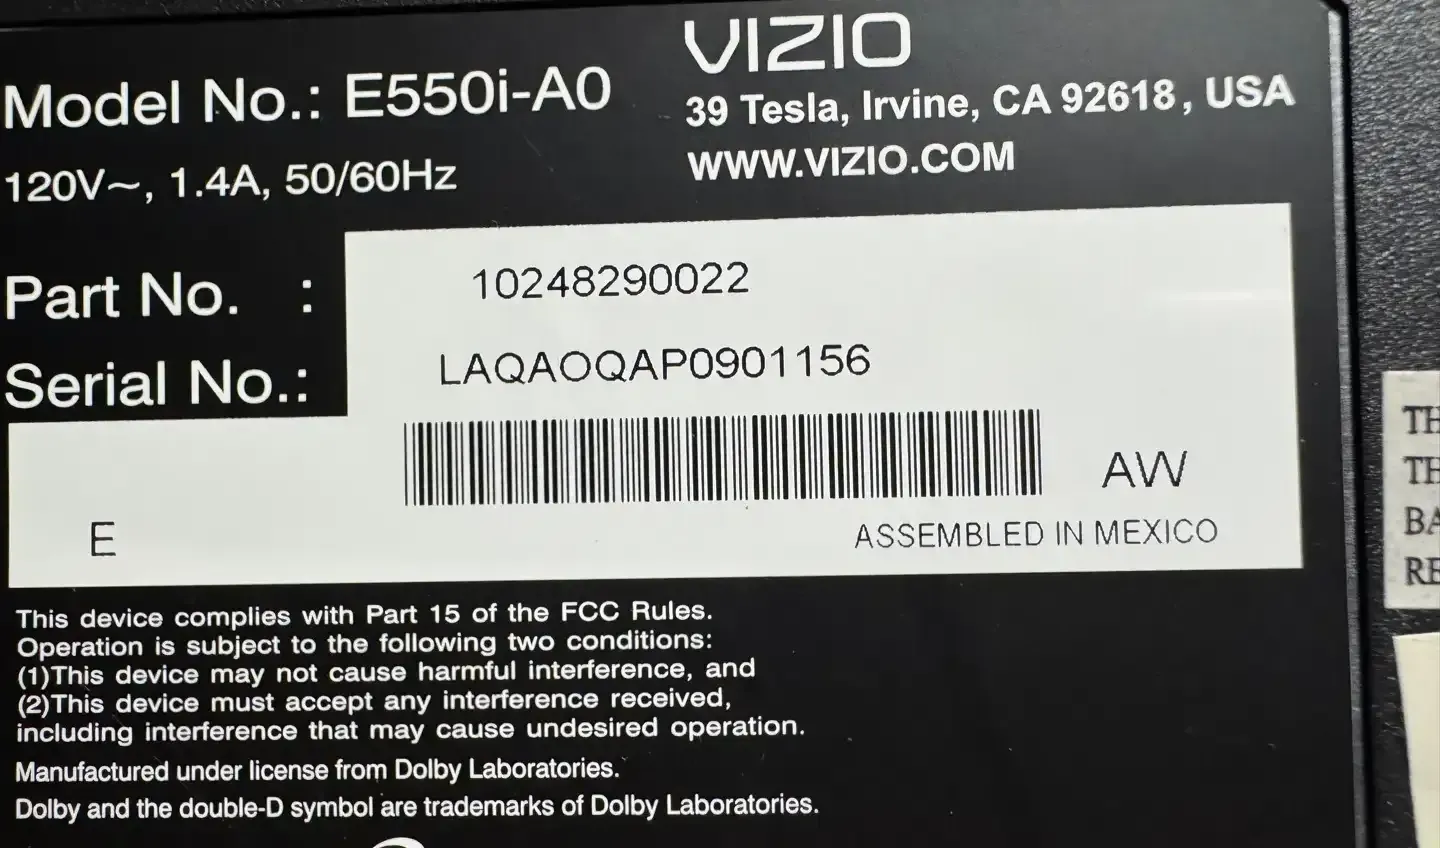 VIZIO
Model No.: E550i-A0
39 Tesla, Irvine, CA 92618, USA
120V~, 1.4A, 50/60Hz
WWW.VIZIO.COM
Part No. : 10248290022
Serial No.: LAQAOQAP0901156
AW
E
ASSEMBLED IN MEXICO
This device complies with Part 15 of the FCC Rules.
Operation is subject to the following two conditions:
(1)This device may not cause harmful interference, and
(2)This device must accept any interference received,
including interference that may cause undesired operation.
Manufactured under license from Dolby Laboratories.
Dolby and the double-D symbol are trademarks of Dolby Laboratories.
TH
TH
BA
RE